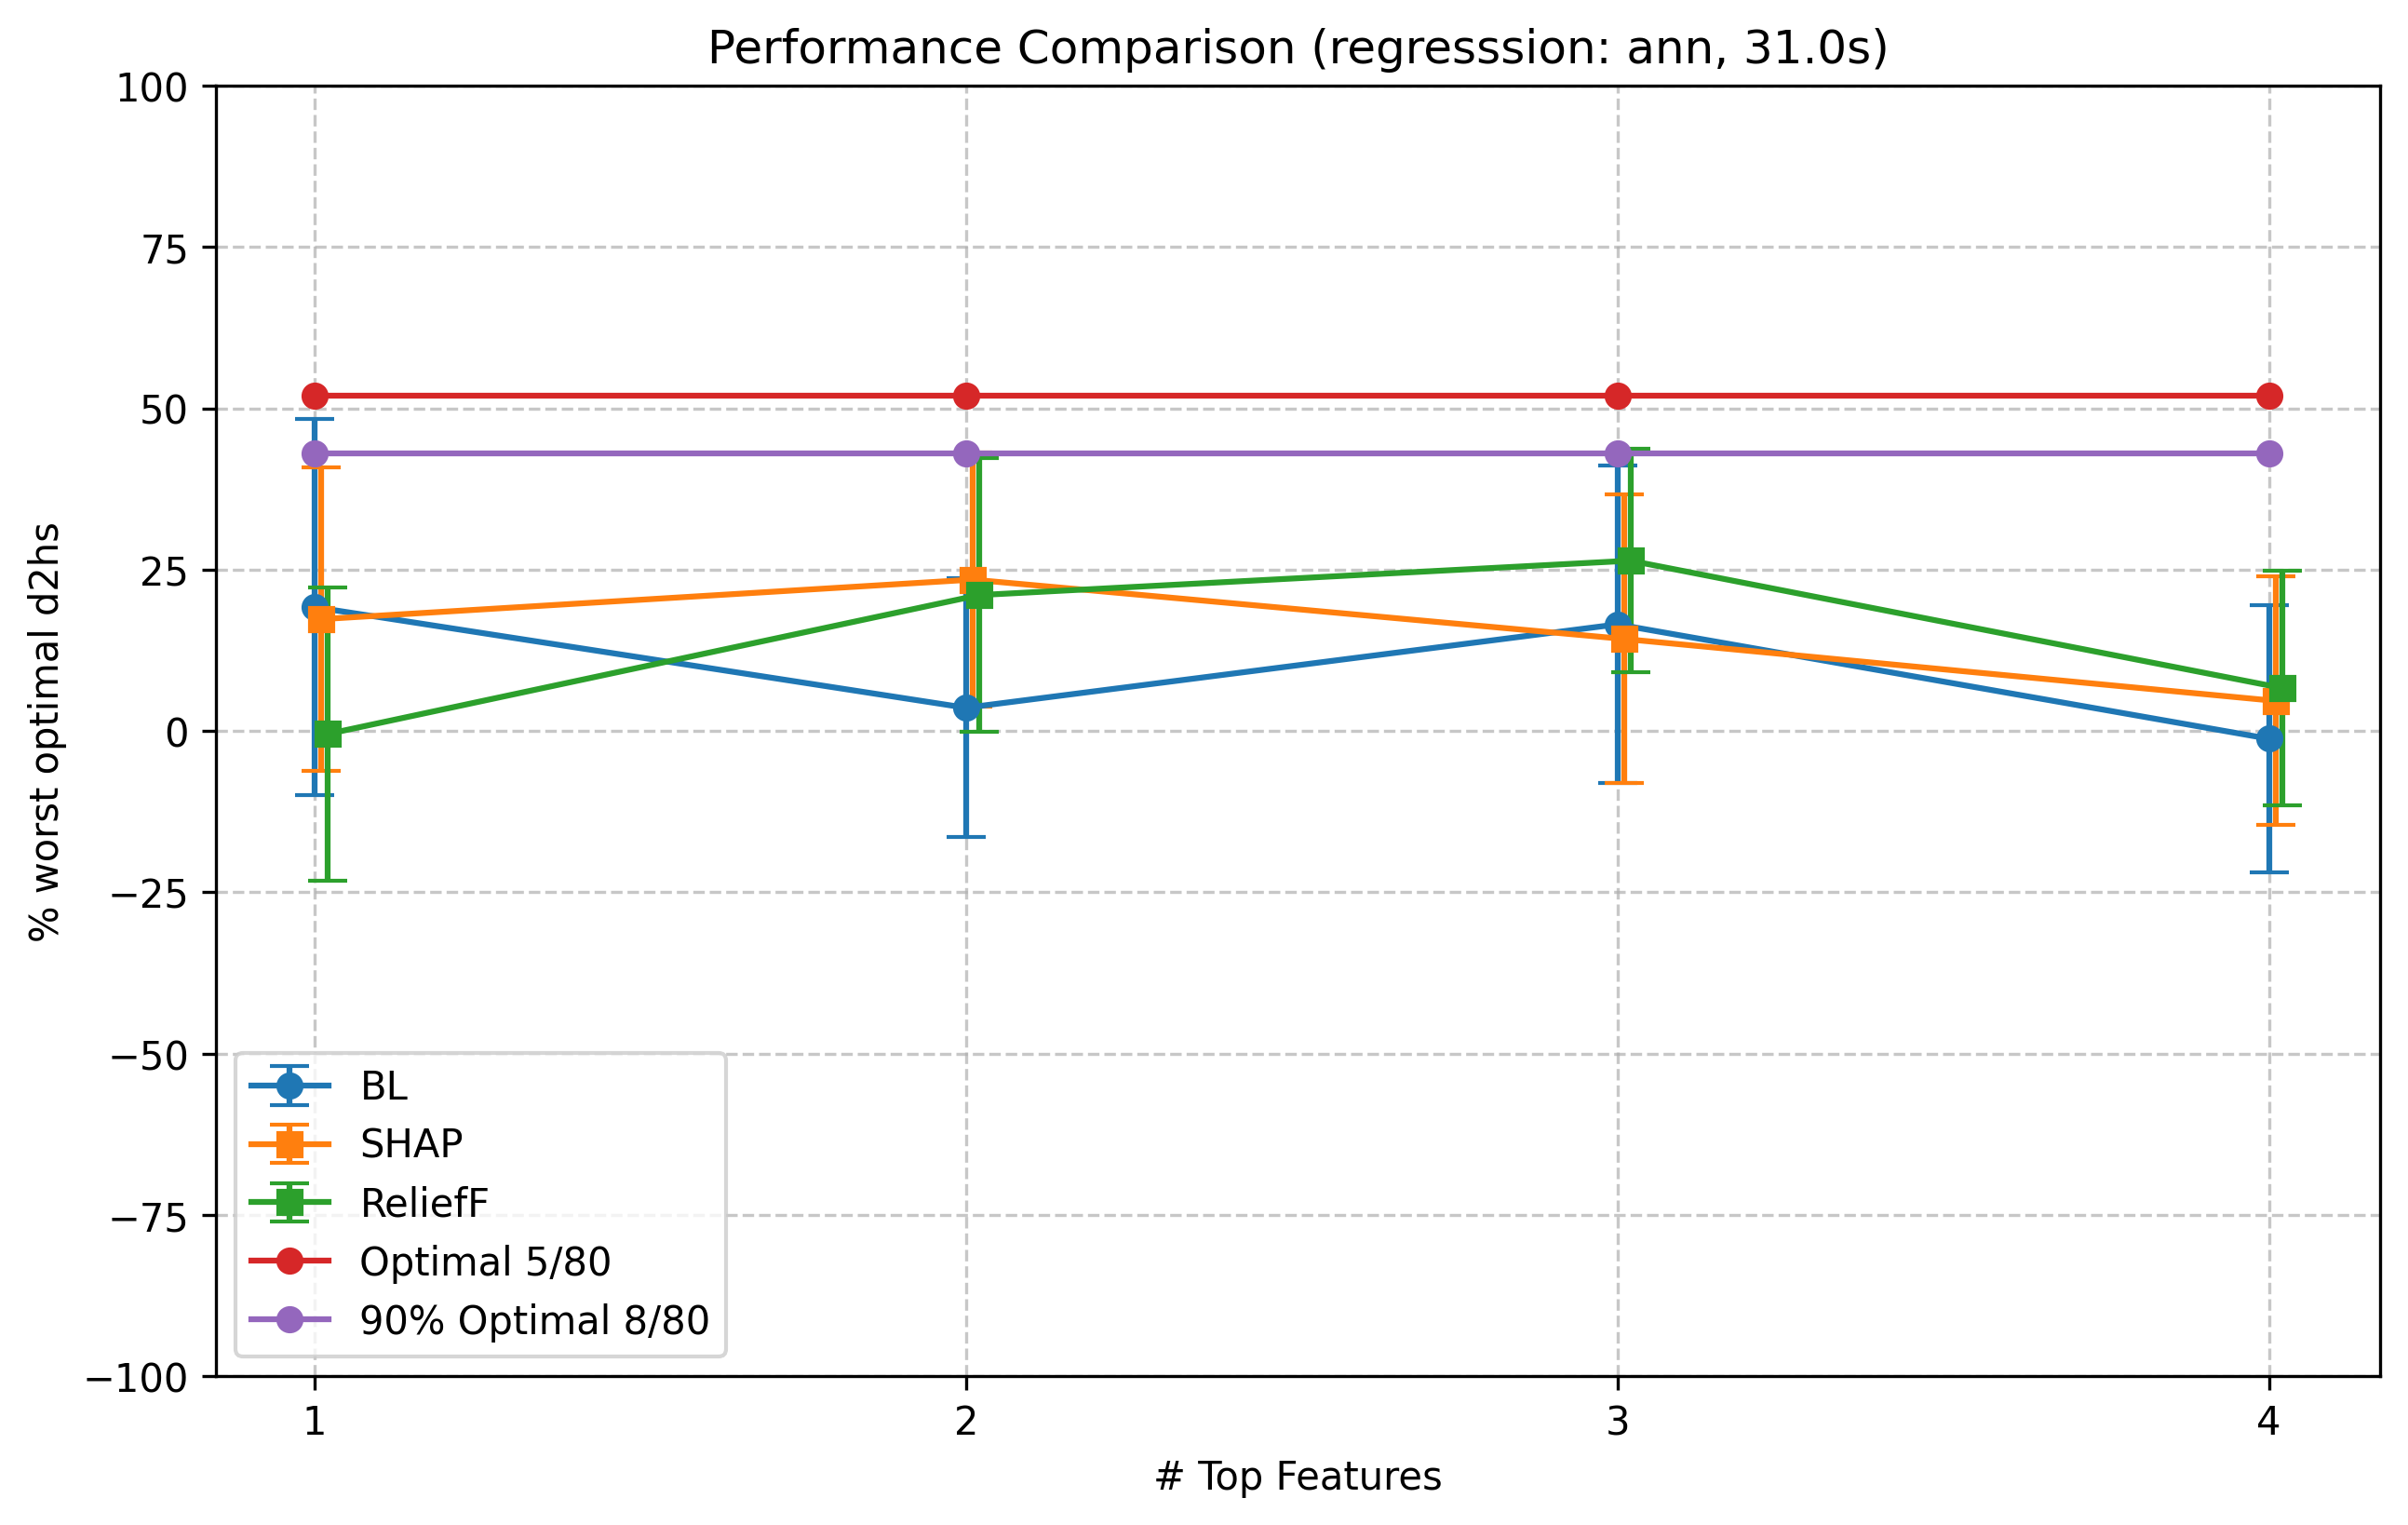 Performance Comparison (regresssion: ann, 31.0s)
100
75
50
25
0
−25
−50
−75
−100
% worst optimal d2hs
BL
SHAP
ReliefF
Optimal 5/80
90% Optimal 8/80
1 2 3 4
# Top Features